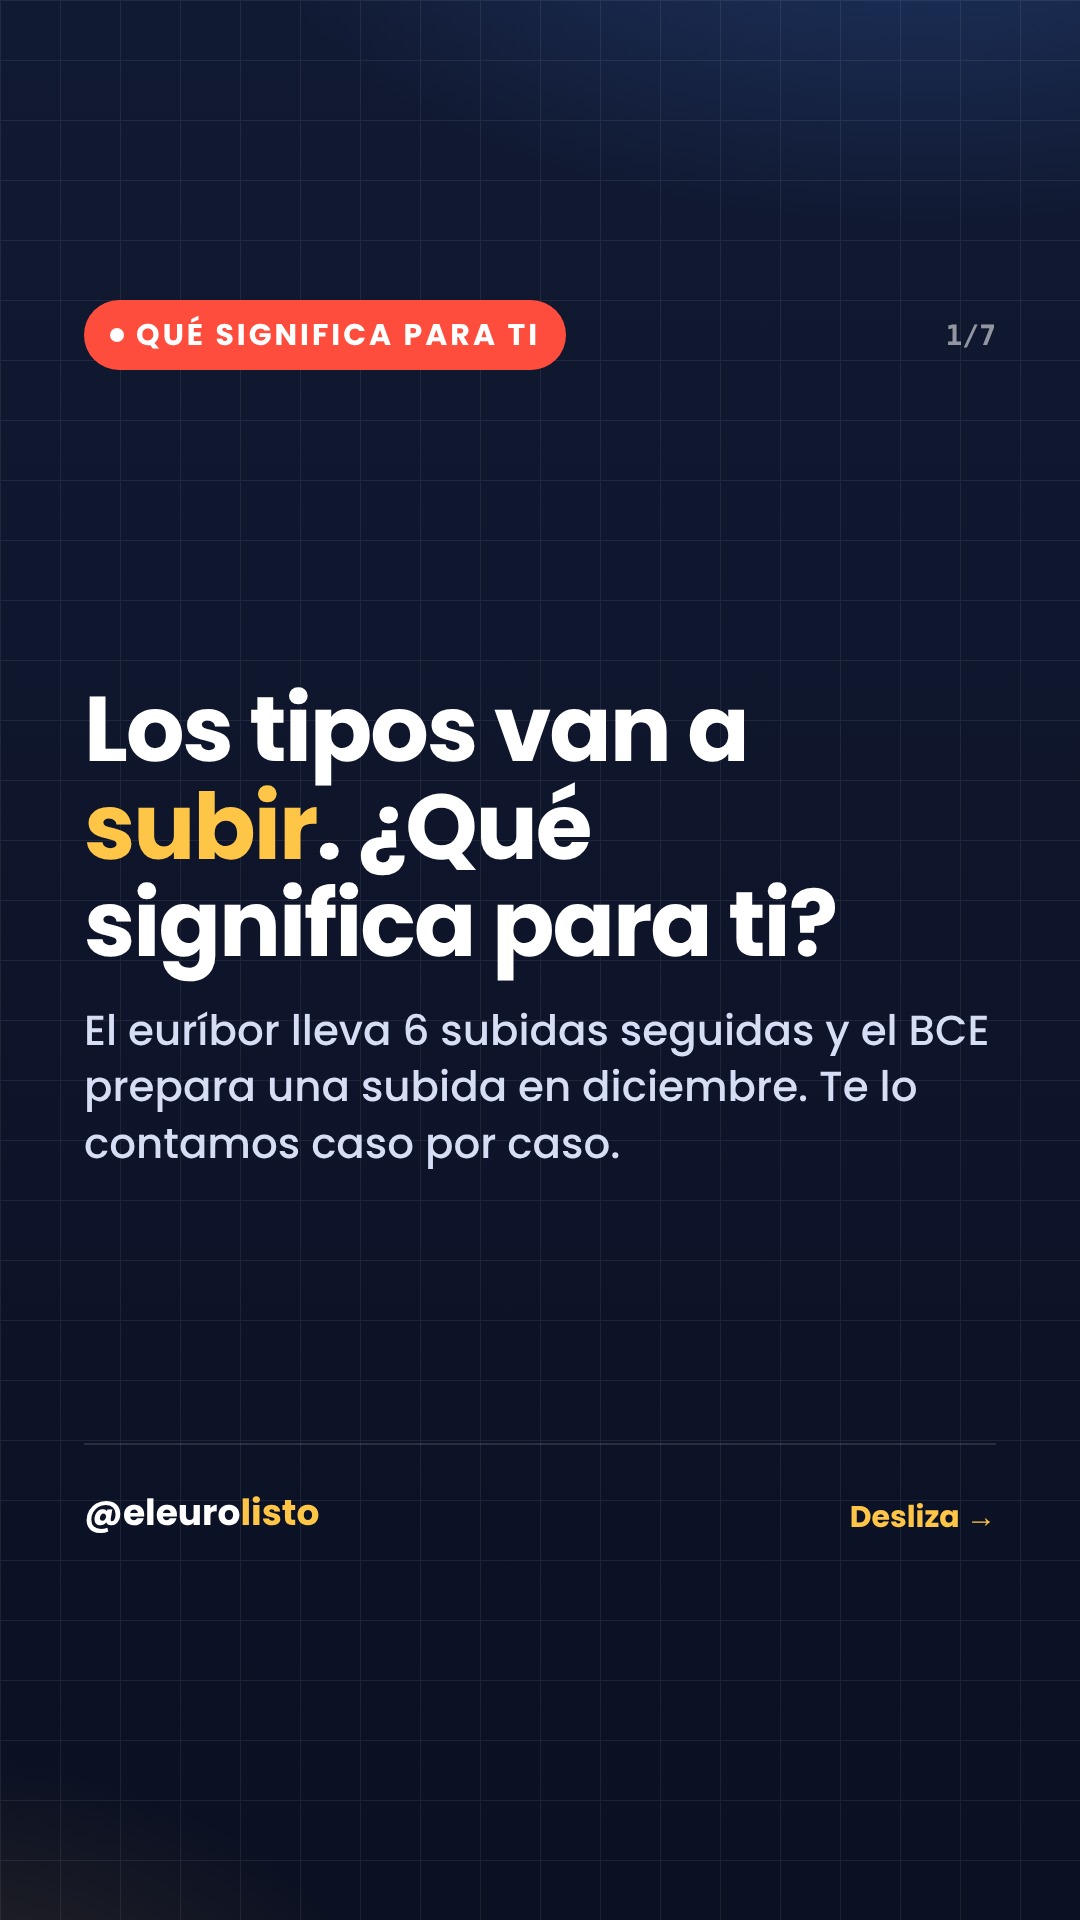 QUÉ SIGNIFICA PARA TI
1/7
Los tipos van a
subir. ¿Qué
significa para ti?
El euríbor lleva 6 subidas seguidas y el BCE
prepara una subida en diciembre. Te lo
contamos caso por caso.
@eleurolisto
Desliza →